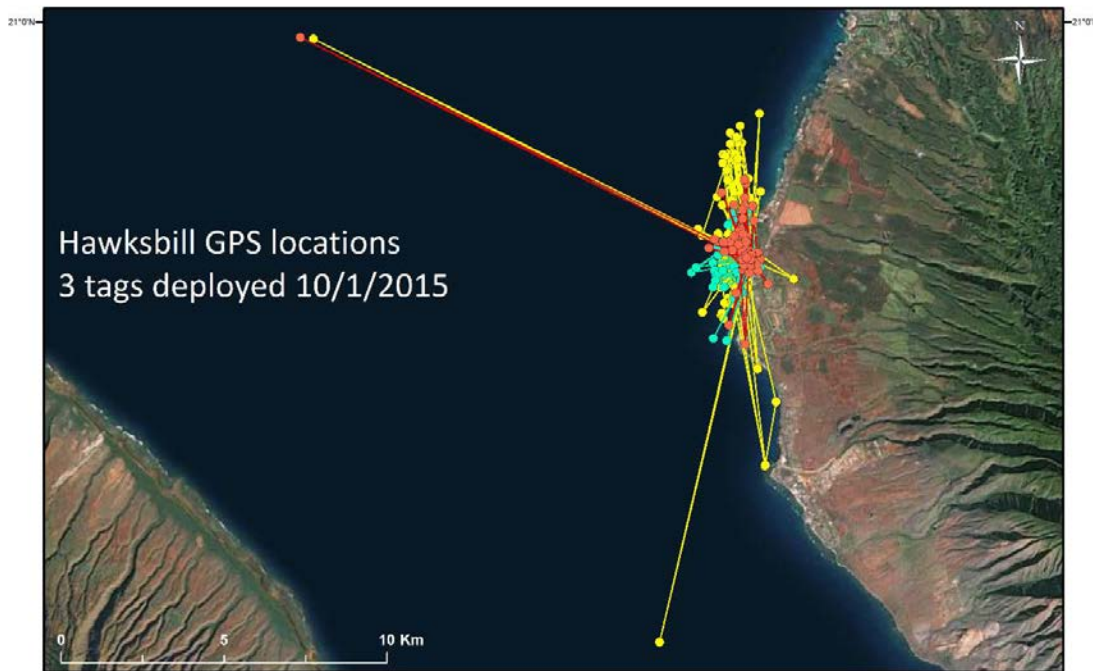 21°0'N
21°0'N
N
Hawksbill GPS locations
3 tags deployed 10/1/2015
0 5 10 Km